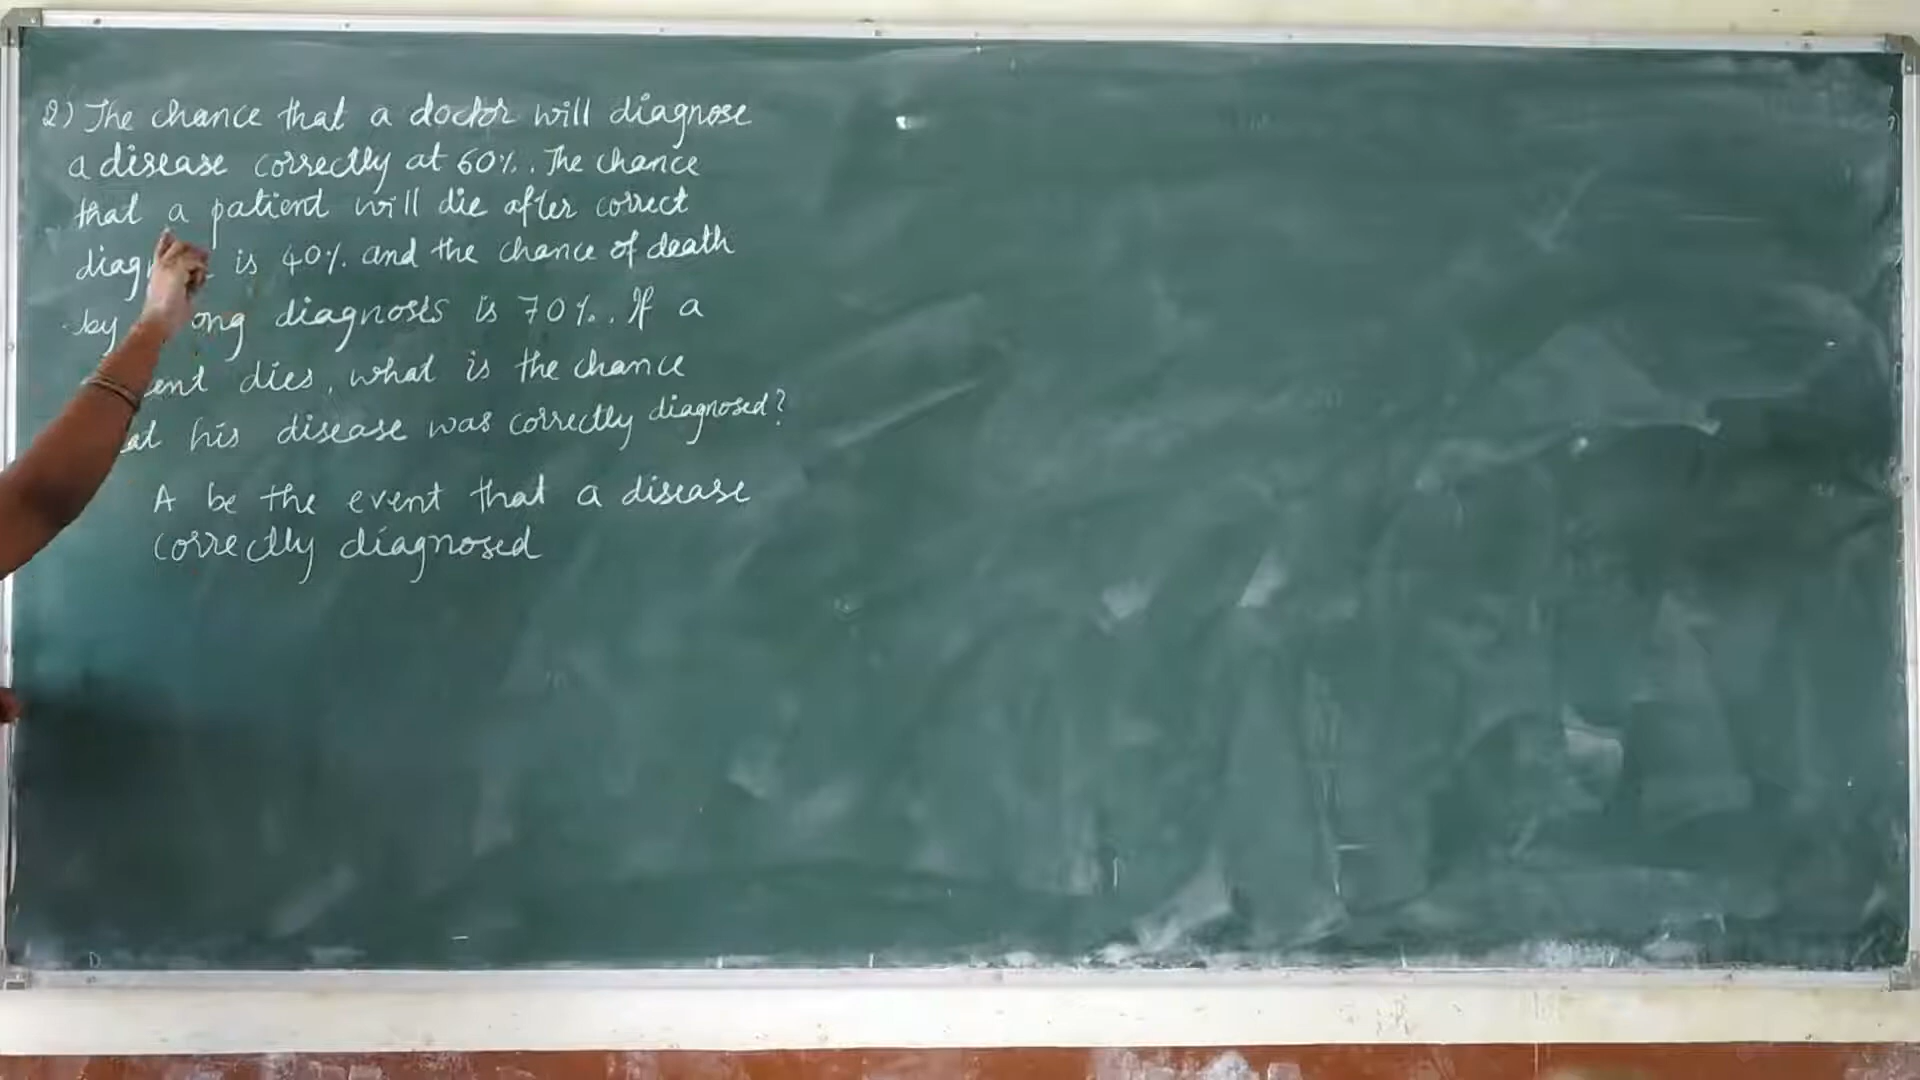 2) The chance that a doctor will diagnose
a disease correctly at 60%. The chance
that a patient will die after correct
is 40% and the chance of death
by diagnosis is 70%. If a
dies, what is the chance
his disease was correctly diagnosed?
A be the event that a disease
correctly diagnosed